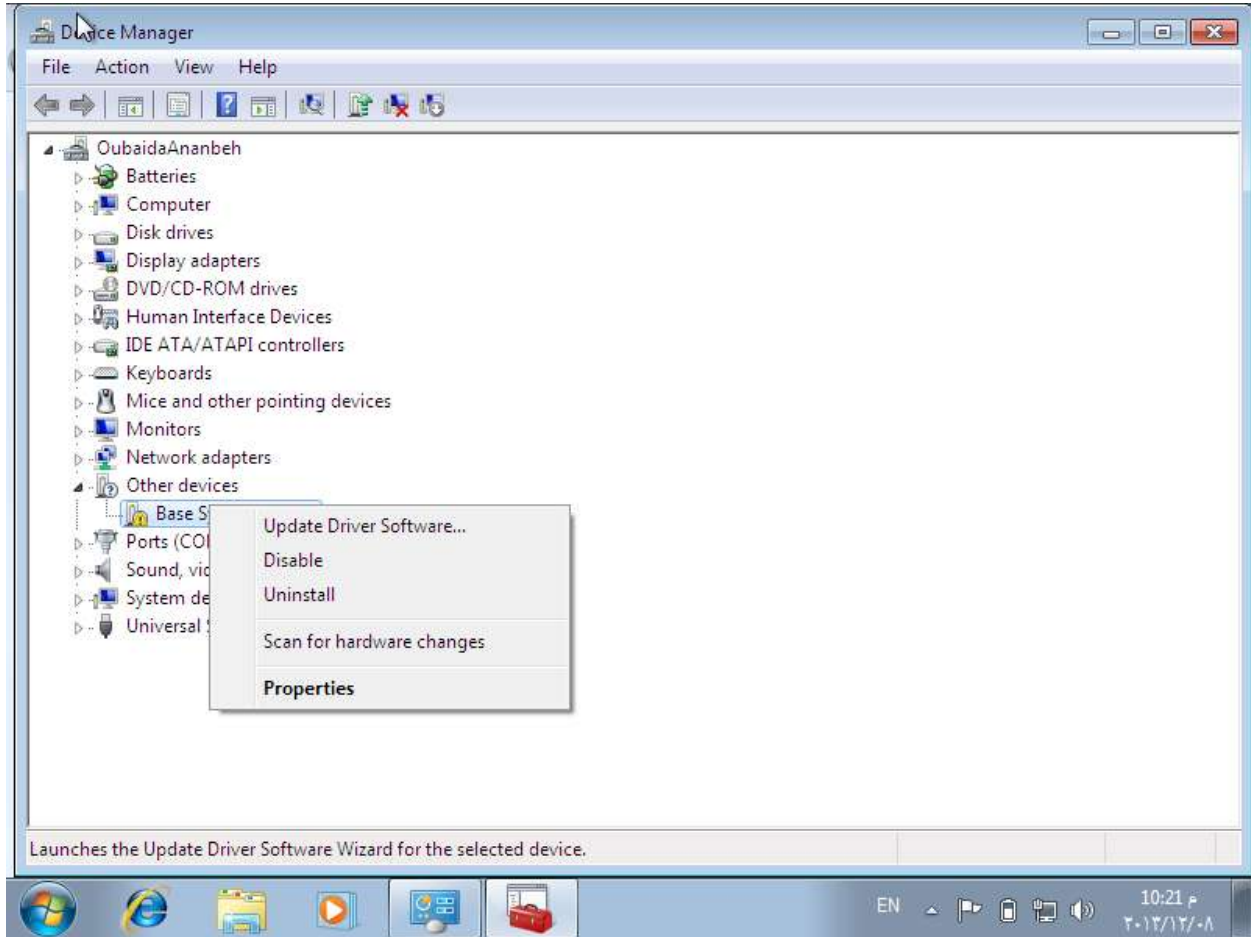 Device Manager
File Action View Help
OubaidaAnanbeh
Batteries
Computer
Disk drives
Display adapters
DVD/CD-ROM drives
Human Interface Devices
IDE ATA/ATAPI controllers
Keyboards
Mice and other pointing devices
Monitors
Network adapters
Other devices
Base S
Ports (CO
Sound, vid
System de
Universal
Update Driver Software...
Disable
Uninstall
Scan for hardware changes
Properties
Launches the Update Driver Software Wizard for the selected device.
EN
10:21 م
٢٠١٣/١٢/٠٨